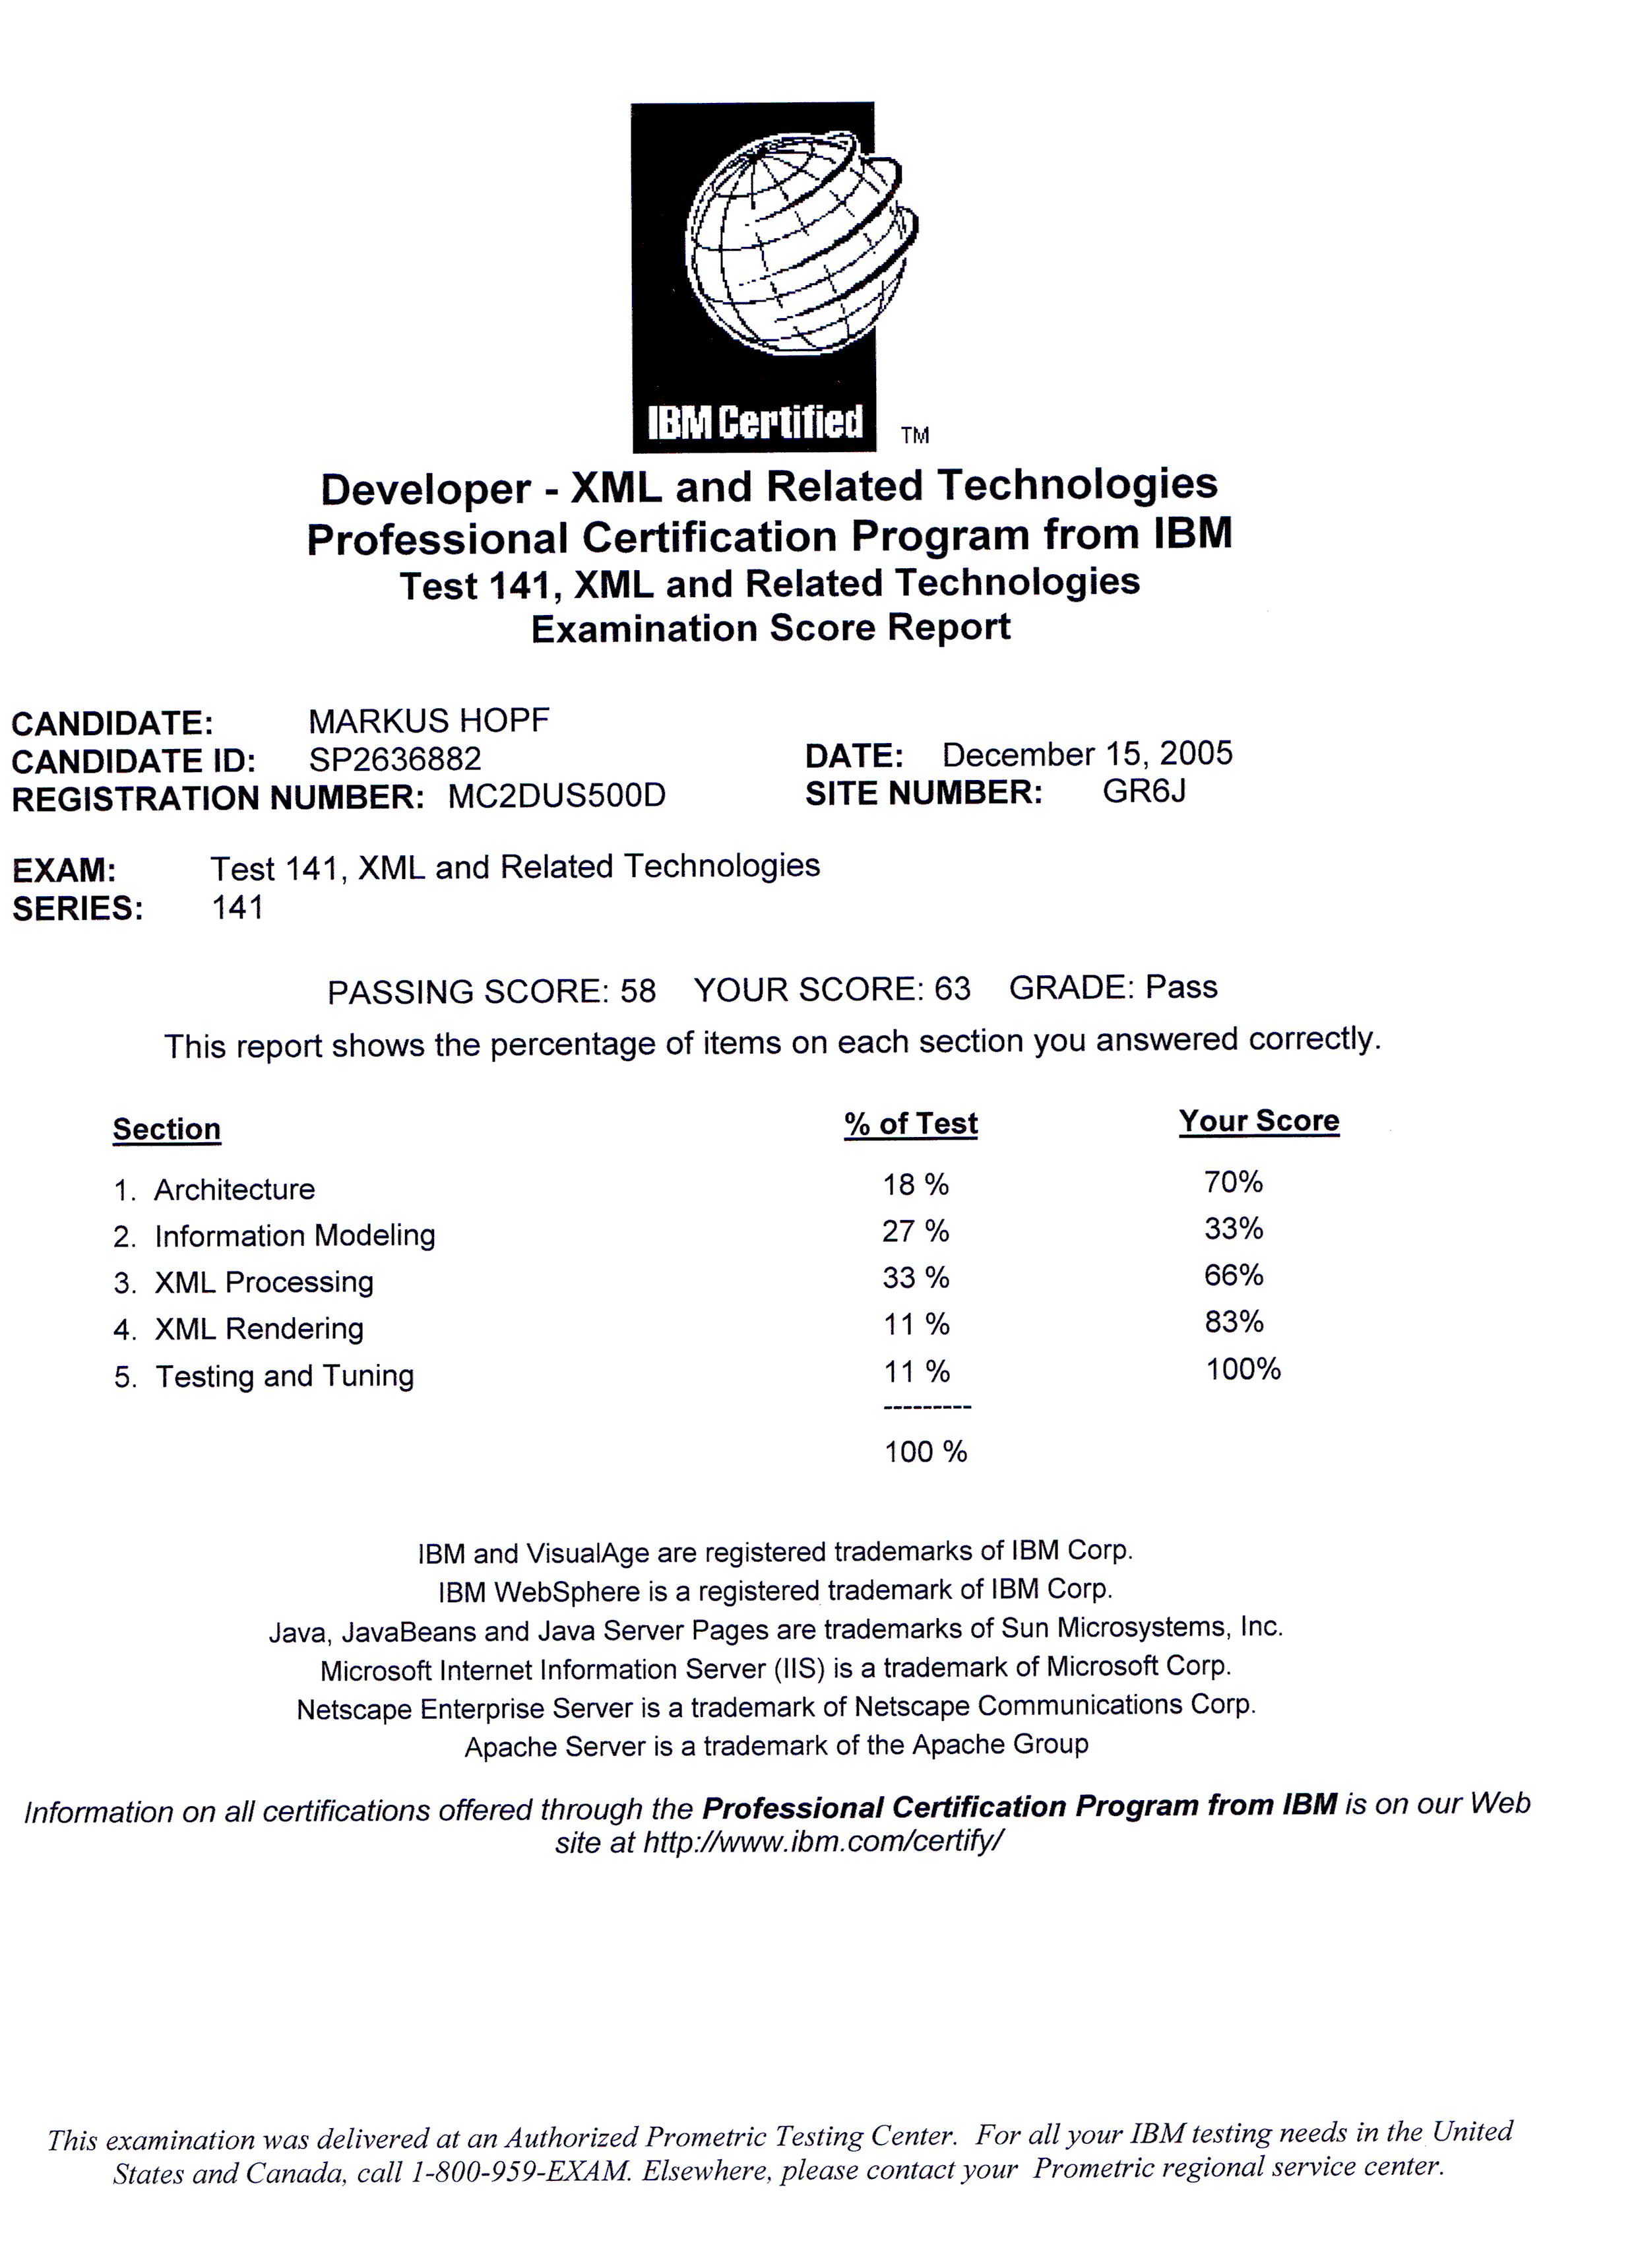 IBM Certified
TM
Developer - XML and Related Technologies
Professional Certification Program from IBM
Test 141, XML and Related Technologies
Examination Score Report
CANDIDATE: MARKUS HOPF
CANDIDATE ID: SP2636882 DATE: December 15, 2005
REGISTRATION NUMBER: MC2DUS500D SITE NUMBER: GR6J
EXAM: Test 141, XML and Related Technologies
SERIES: 141
PASSING SCORE: 58 YOUR SCORE: 63 GRADE: Pass
This report shows the percentage of items on each section you answered correctly.
Section % of Test Your Score
1. Architecture 18 % 70%
2. Information Modeling 27 % 33%
3. XML Processing 33 % 66%
4. XML Rendering 11 % 83%
5. Testing and Tuning 11 % 100%
---------
100 %
IBM and VisualAge are registered trademarks of IBM Corp.
IBM WebSphere is a registered trademark of IBM Corp.
Java, JavaBeans and Java Server Pages are trademarks of Sun Microsystems, Inc.
Microsoft Internet Information Server (IIS) is a trademark of Microsoft Corp.
Netscape Enterprise Server is a trademark of Netscape Communications Corp.
Apache Server is a trademark of the Apache Group
Information on all certifications offered through the Professional Certification Program from IBM is on our Web
site at http://www.ibm.com/certify/
This examination was delivered at an Authorized Prometric Testing Center. For all your IBM testing needs in the United
States and Canada, call 1-800-959-EXAM. Elsewhere, please contact your Prometric regional service center.